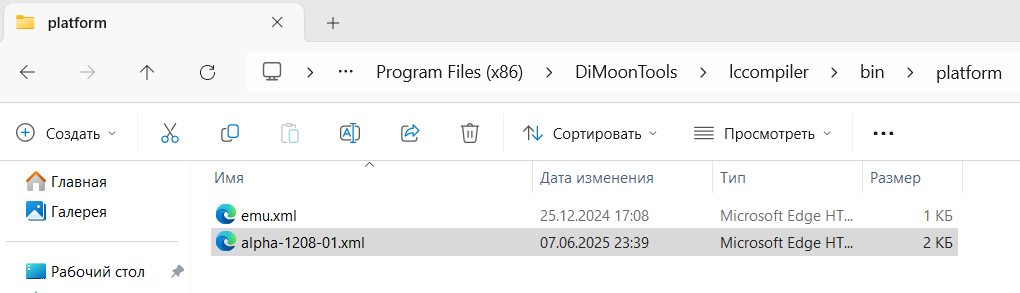 platform
Program Files (x86) DiMoonTools lccompiler bin platform
Создать Сортировать Просмотреть
Имя Дата изменения Тип Размер
Главная
Галерея
Рабочий стол
emu.xml 25.12.2024 17:08 Microsoft Edge HT... 1 КБ
alpha-1208-01.xml 07.06.2025 23:39 Microsoft Edge HT... 2 КБ